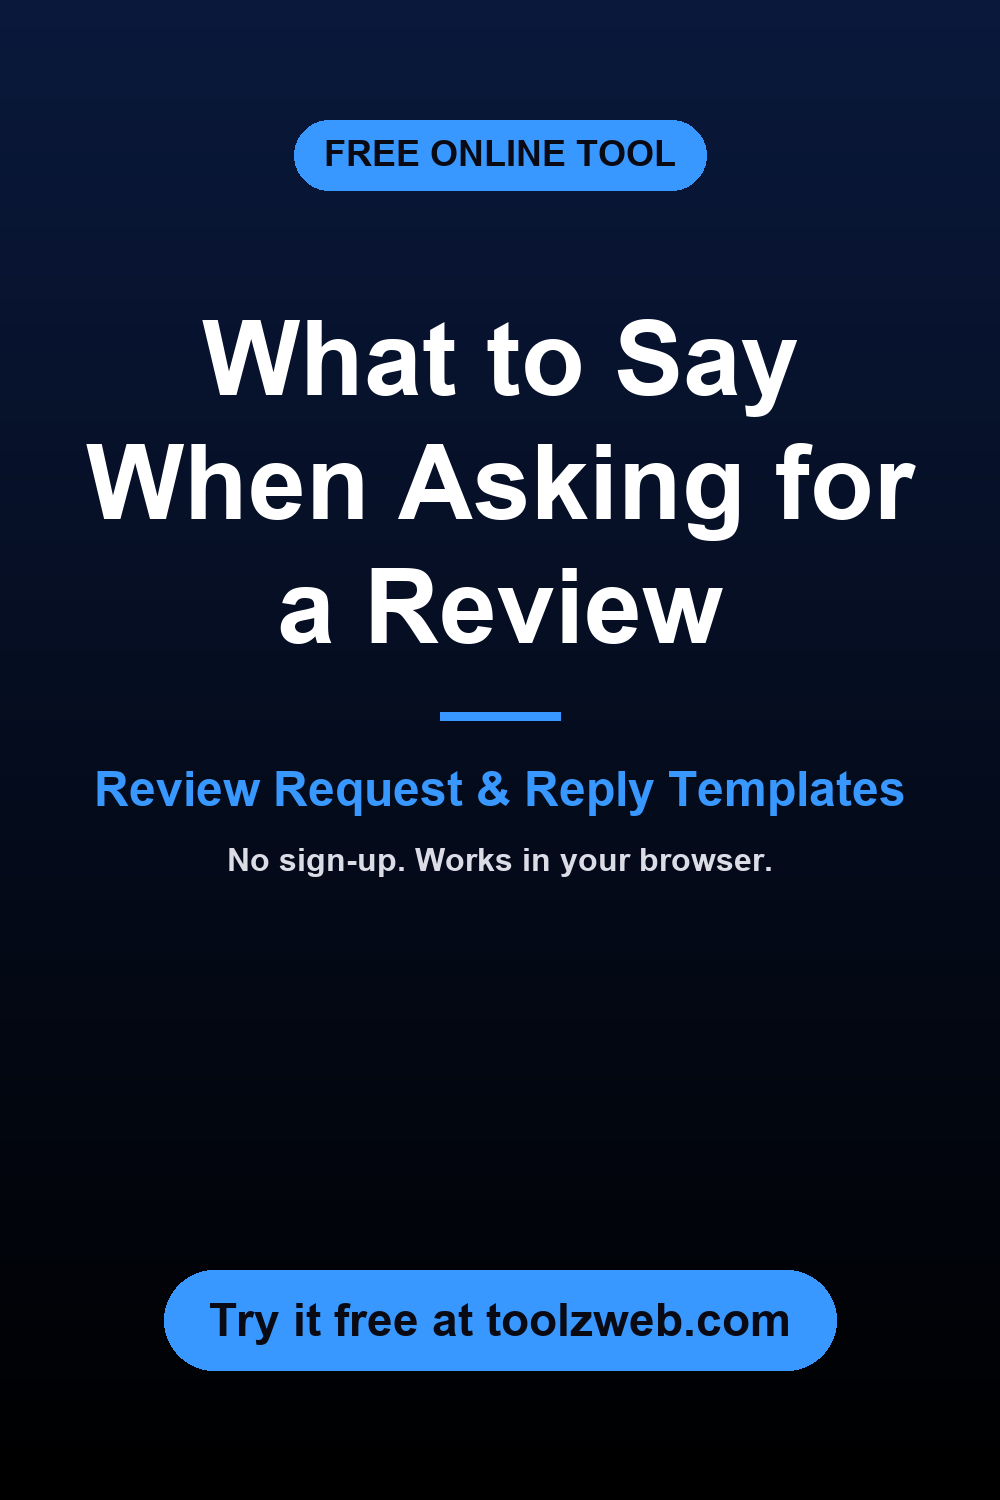 FREE ONLINE TOOL
What to Say
When Asking for
a Review
Review Request & Reply Templates
No sign-up. Works in your browser.
Try it free at toolzweb.com